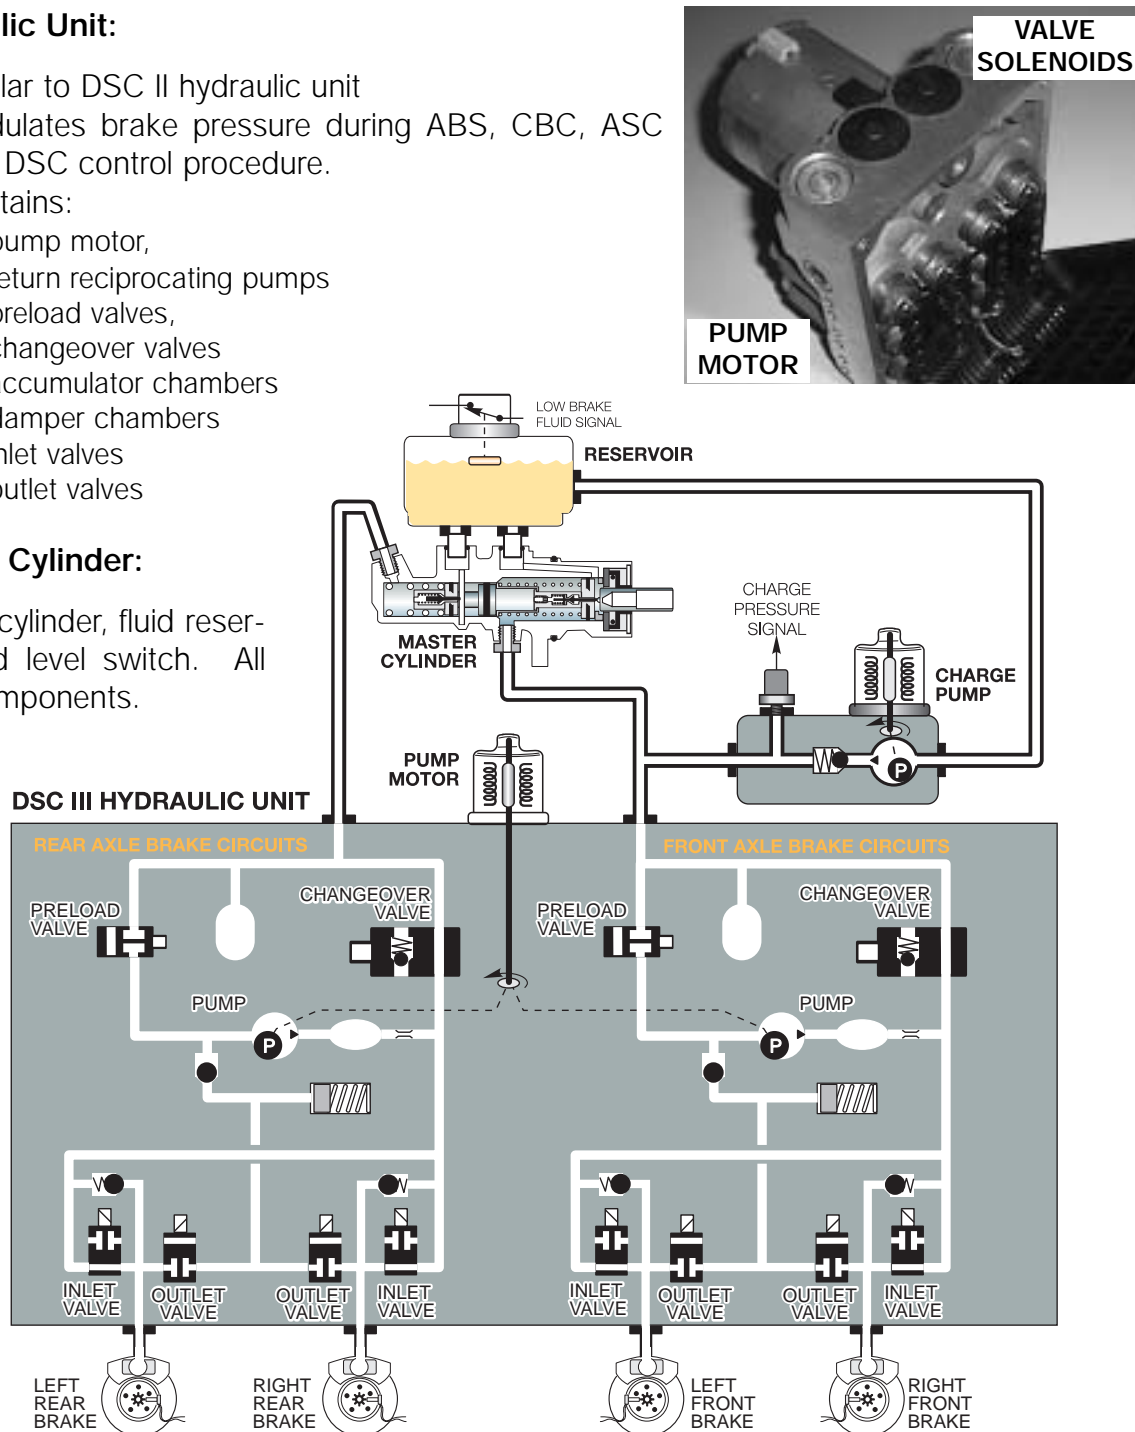 lic Unit:
lar to DSC II hydraulic unit
dulates brake pressure during ABS, CBC, ASC
DSC control procedure.
tains:
pump motor,
return reciprocating pumps
preload valves,
changeover valves
accumulator chambers
damper chambers
nlet valves
outlet valves
VALVE
SOLENOIDS
PUMP
MOTOR
Cylinder:
cylinder, fluid reser-
d level switch. All
mponents.
LOW BRAKE
FLUID SIGNAL
RESERVOIR
MASTER
CYLINDER
CHARGE
PRESSURE
SIGNAL
CHARGE
PUMP
P
PUMP
MOTOR
DSC III HYDRAULIC UNIT
REAR AXLE BRAKE CIRCUITS
FRONT AXLE BRAKE CIRCUITS
PRELOAD
VALVE
CHANGEOVER
VALVE
PRELOAD
VALVE
CHANGEOVER
VALVE
PUMP
P
PUMP
P
INLET
VALVE
OUTLET
VALVE
OUTLET
VALVE
INLET
VALVE
INLET
VALVE
OUTLET
VALVE
OUTLET
VALVE
INLET
VALVE
LEFT
REAR
BRAKE
RIGHT
REAR
BRAKE
LEFT
FRONT
BRAKE
RIGHT
FRONT
BRAKE